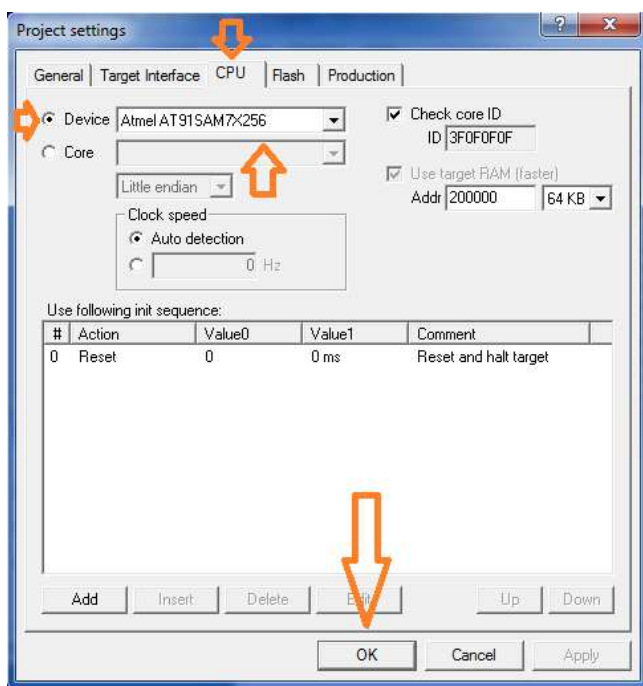 Project settings
General Target Interface CPU Flash Production
Device Atmel AT91SAM7X256
Check core ID
ID 3F0F0F0F
Core
Use target RAM (faster)
Little endian
Addr 200000 64 KB
Clock speed
Auto detection
0 Hz
Use following init sequence:
# Action Value0 Value1 Comment
0 Reset 0 0 ms Reset and halt target
Add Insert Delete Edit Up Down
OK Cancel Apply